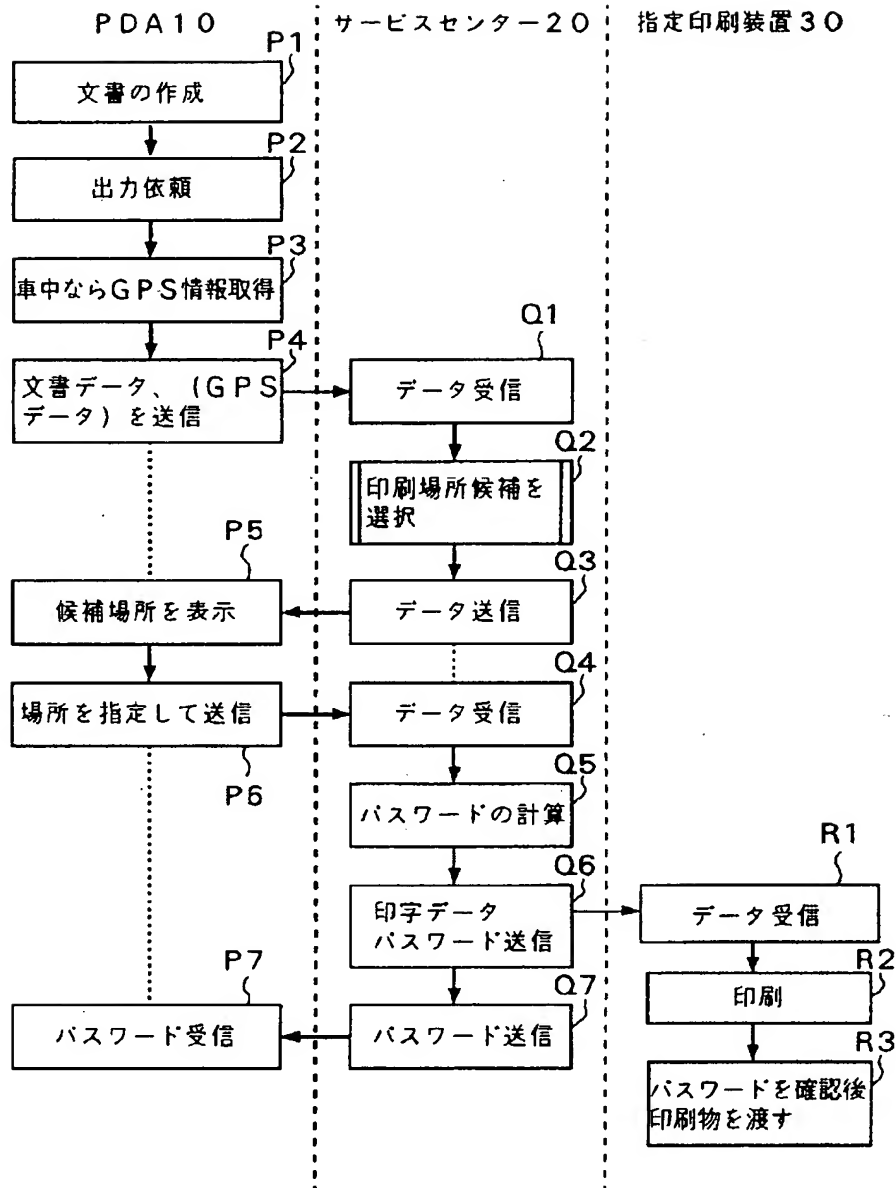 PDA10
サービスセンター20
指定印刷装置30
P1
文書の作成
P2
出力依頼
P3
車中ならGPS情報取得
P4
文書データ、(GPS
データ)を送信
Q1
データ受信
Q2
印刷場所候補を
選択
P5
候補場所を表示
Q3
データ送信
Q4
データ受信
場所を指定して送信
P6
Q5
パスワードの計算
Q6
印字データ
パスワード送信
R1
データ受信
R2
印刷
P7
パスワード受信
Q7
パスワード送信
R3
パスワードを確認後
印刷物を渡す